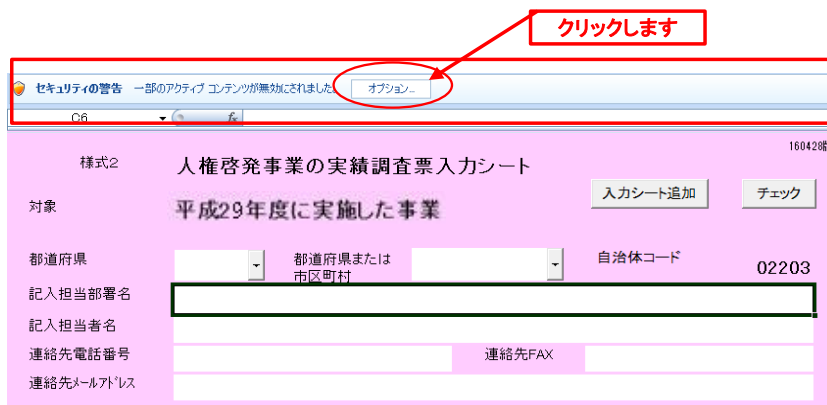 クリックします
セキュリティの警告 一部のアクティブ コンテンツが無効にされました。 オプション...
C6 fx
160428版
様式2 人権啓発事業の実績調査票入力シート
入力シート追加 チェック
対象 平成29年度に実施した事業
都道府県 都道府県または 自治体コード
市区町村 02203
記入担当部署名
記入担当者名
連絡先電話番号 連絡先FAX
連絡先メールアドレス